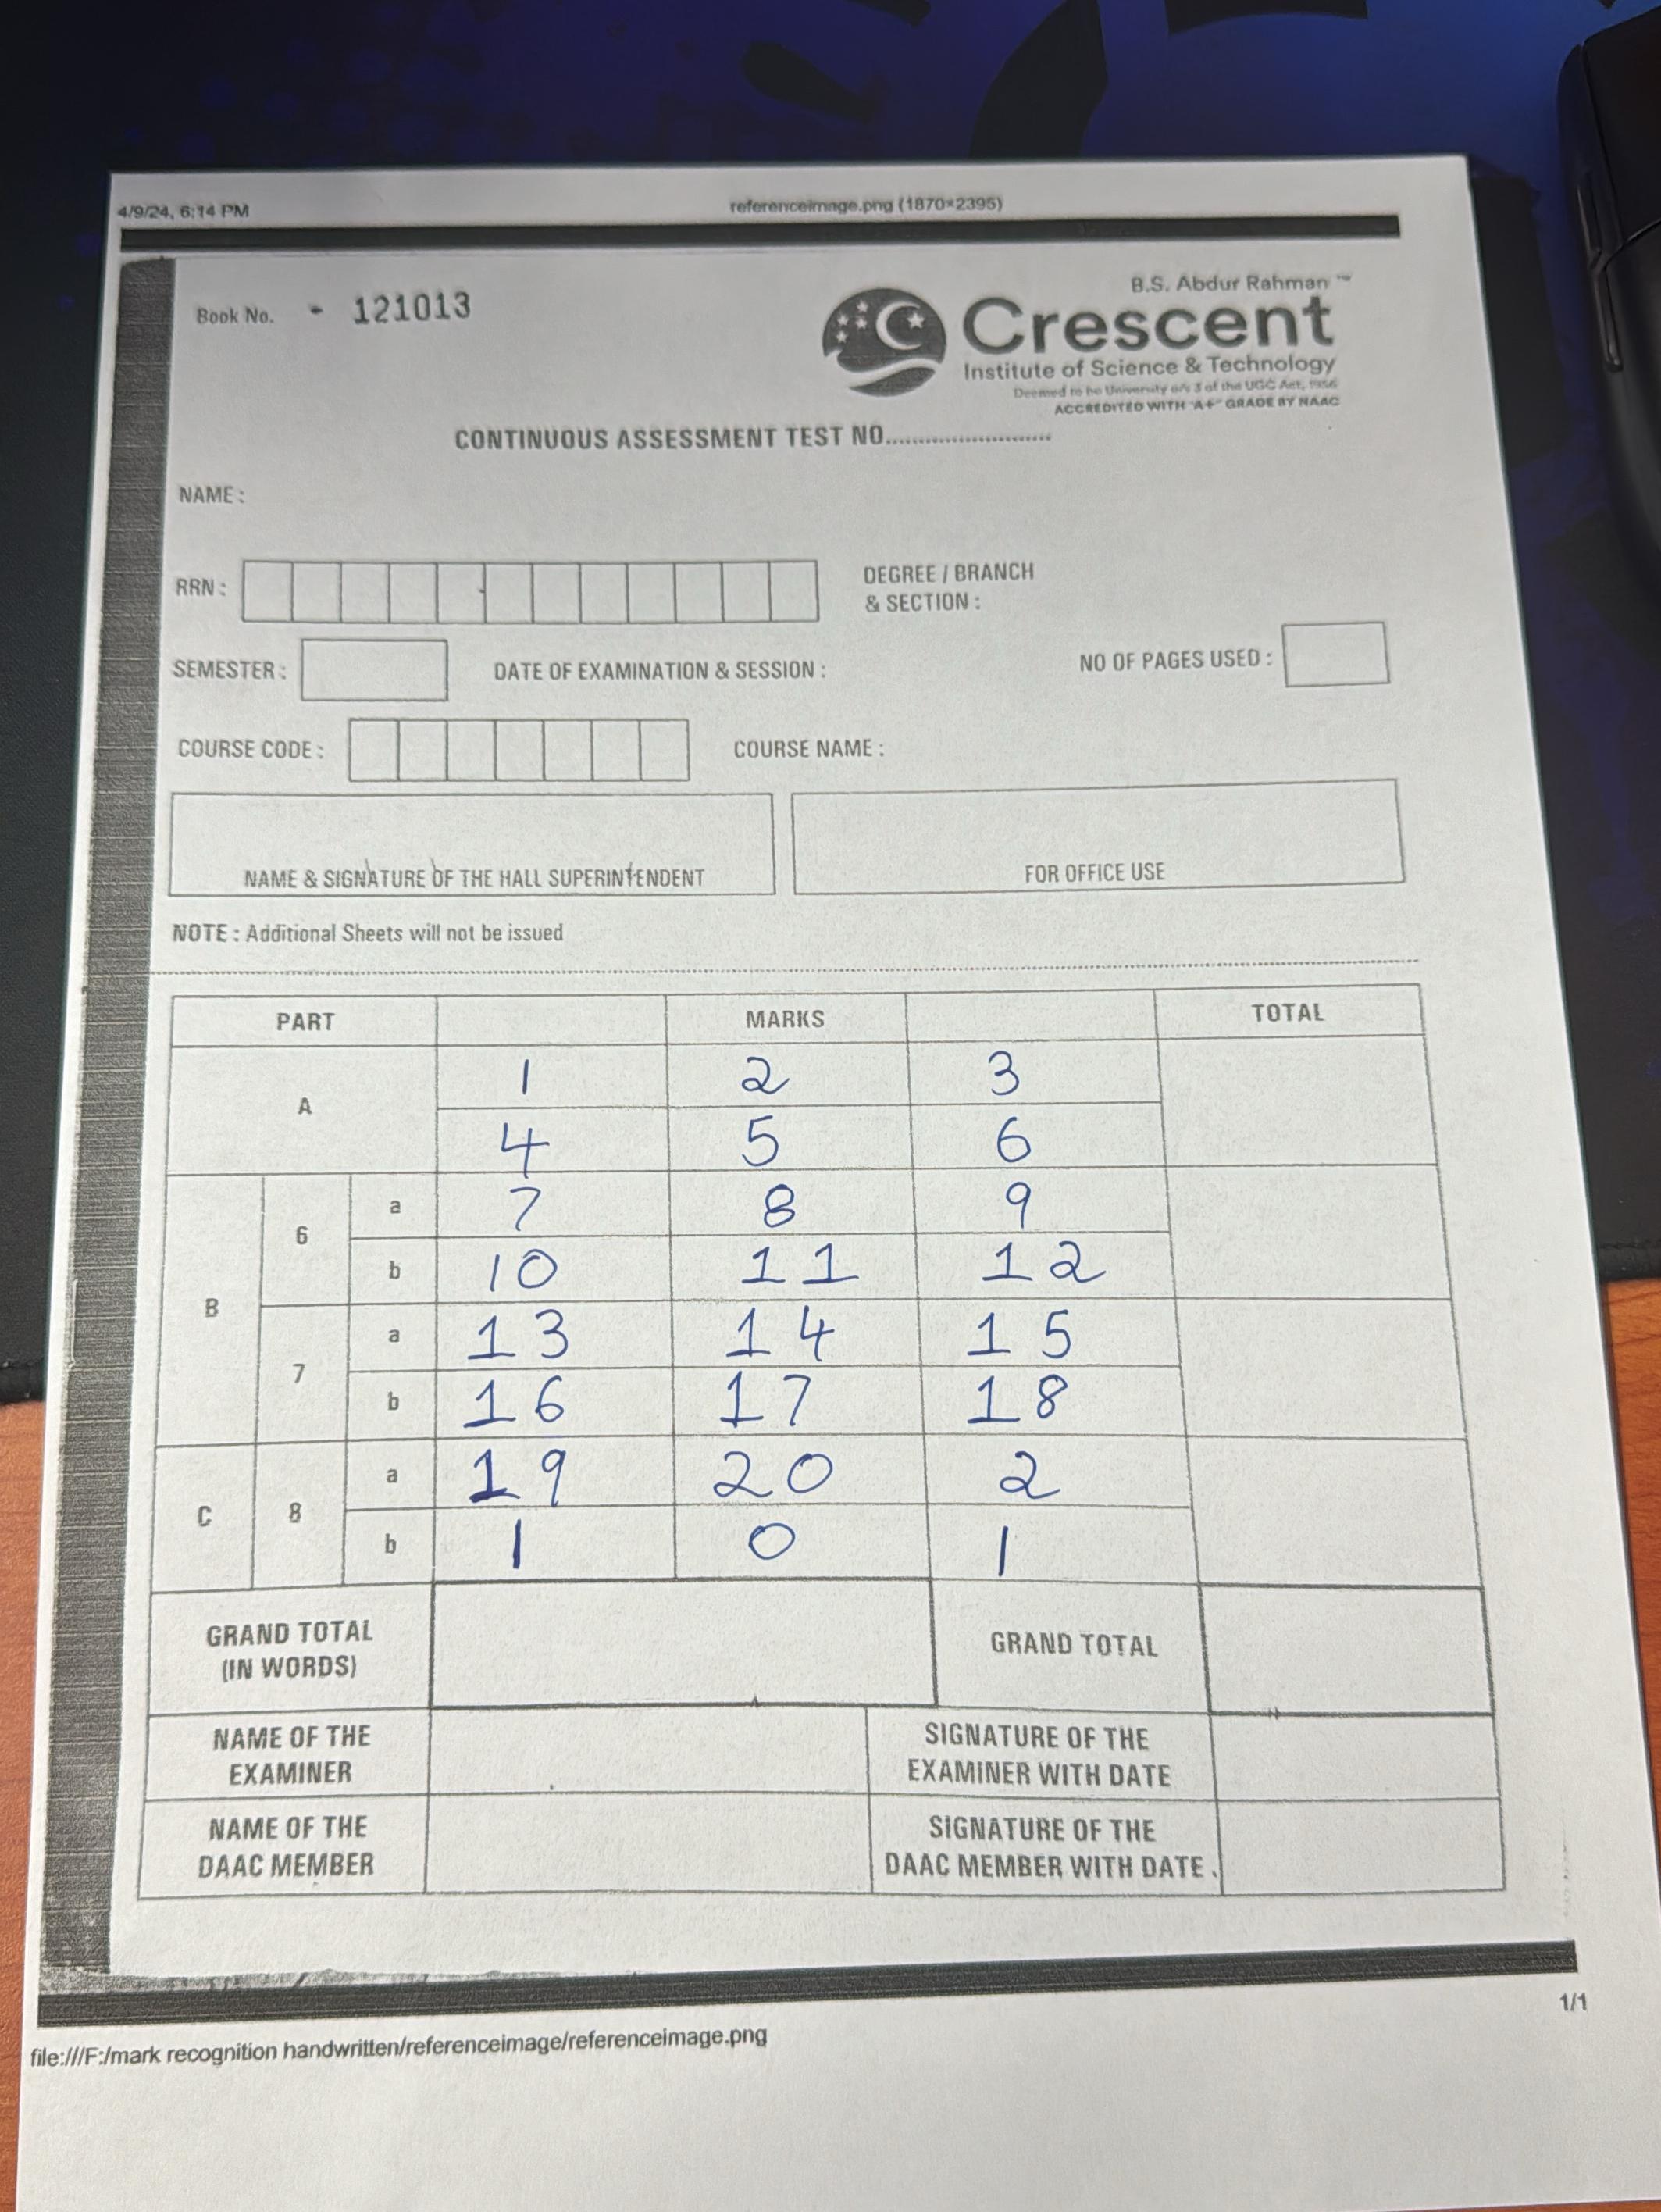 4/9/24, 6:14 PM referenceimage.png (1870×2395)
Book No. - 121013
B.S. Abdur Rahman ™
Crescent
Institute of Science & Technology
Deemed to be University u/s 3 of the UGC Act, 1956
ACCREDITED WITH "A+" GRADE BY NAAC
CONTINUOUS ASSESSMENT TEST NO..........................
NAME :
RRN : DEGREE / BRANCH
& SECTION :
SEMESTER : DATE OF EXAMINATION & SESSION : NO OF PAGES USED :
COURSE CODE : COURSE NAME :
NAME & SIGNATURE OF THE HALL SUPERINTENDENT FOR OFFICE USE
NOTE : Additional Sheets will not be issued
PART MARKS TOTAL
A 1 2 3
4 5 6
B 6 a 7 8 9
b 10 11 12
7 a 13 14 15
b 16 17 18
C 8 a 19 20 2
b 1 0 1
GRAND TOTAL
(IN WORDS) GRAND TOTAL
NAME OF THE
EXAMINER SIGNATURE OF THE
EXAMINER WITH DATE
NAME OF THE
DAAC MEMBER SIGNATURE OF THE
DAAC MEMBER WITH DATE .
1/1
file:///F:/mark recognition handwritten/referenceimage/referenceimage.png